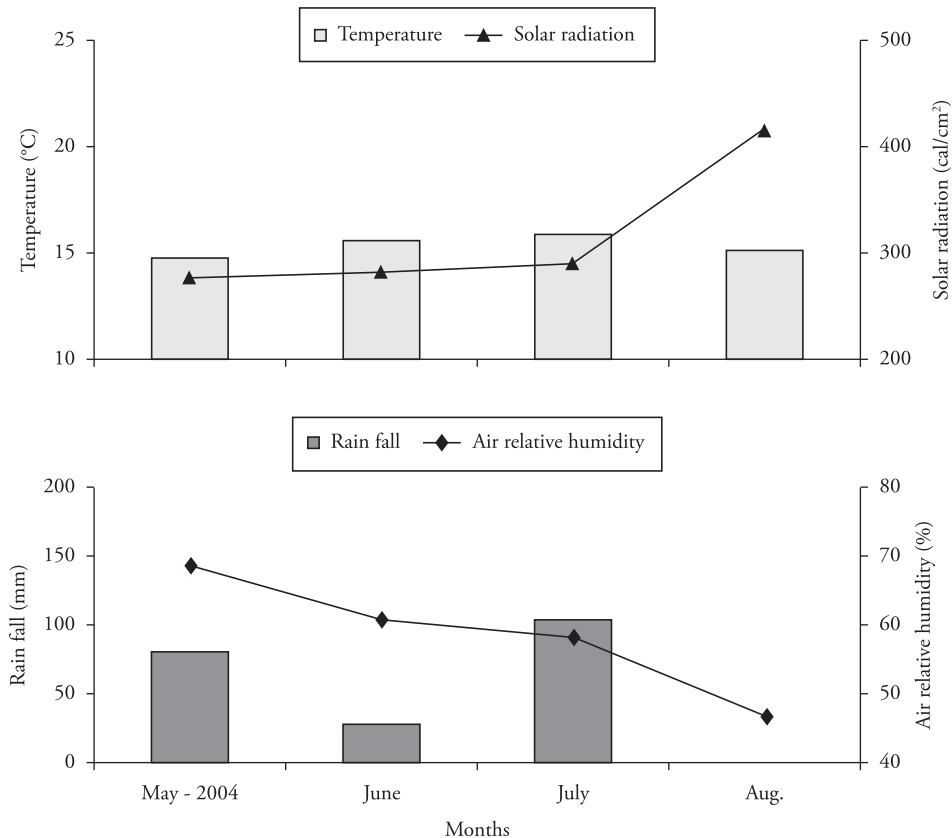 Temperature Solar radiation
25
20
15
10
Temperature (°C)
500
400
300
200
Solar radiation (cal/cm²)
Rain fall Air relative humidity
200
150
100
50
0
Rain fall (mm)
80
70
60
50
40
Air relative humidity (%)
May - 2004 June July Aug.
Months